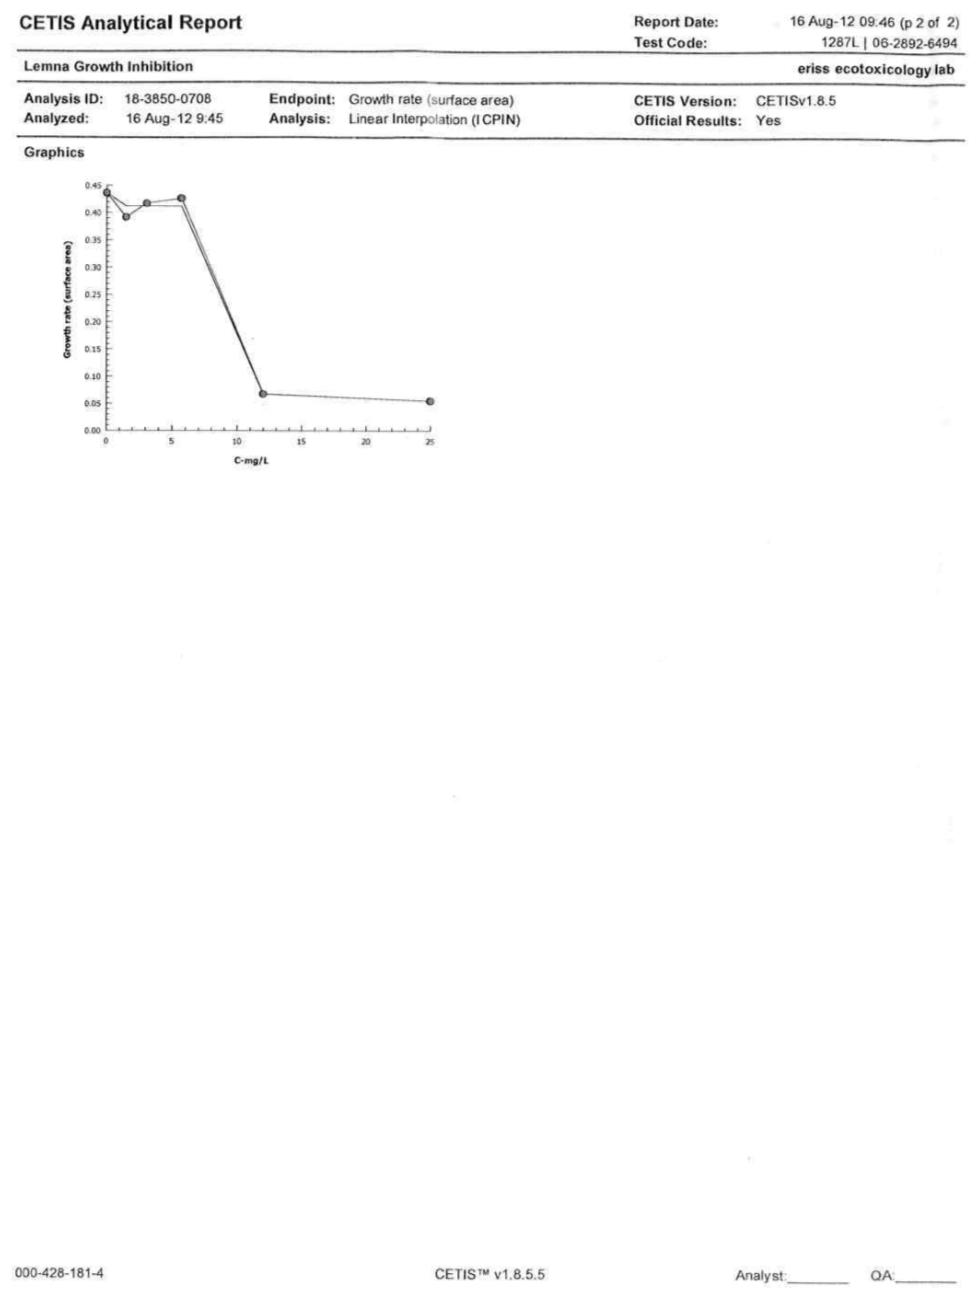 CETIS Analytical Report
Report Date: 16 Aug-12 09:46 (p 2 of 2)
Test Code: 1287L | 06-2892-6494
Lemna Growth Inhibition eriss ecotoxicology lab
Analysis ID: 18-3850-0708 Endpoint: Growth rate (surface area) CETIS Version: CETISv1.8.5
Analyzed: 16 Aug-12 9:45 Analysis: Linear Interpolation (ICPIN) Official Results: Yes
Graphics
Growth rate (surface area)
0.45
0.40
0.35
0.30
0.25
0.20
0.15
0.10
0.05
0.00
0 5 10 15 20 25
C-mg/L
000-428-181-4 CETIS™ v1.8.5.5 Analyst:_______ QA:_______